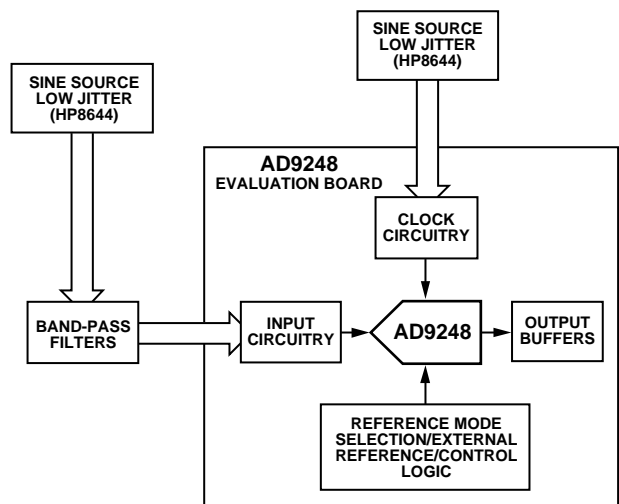 SINE SOURCE
LOW JITTER
(HP8644)
SINE SOURCE
LOW JITTER
(HP8644)
AD9248
EVALUATION BOARD
CLOCK
CIRCUITRY
BAND-PASS
FILTERS
INPUT
CIRCUITRY
AD9248
OUTPUT
BUFFERS
REFERENCE MODE
SELECTION/EXTERNAL
REFERENCE/CONTROL
LOGIC